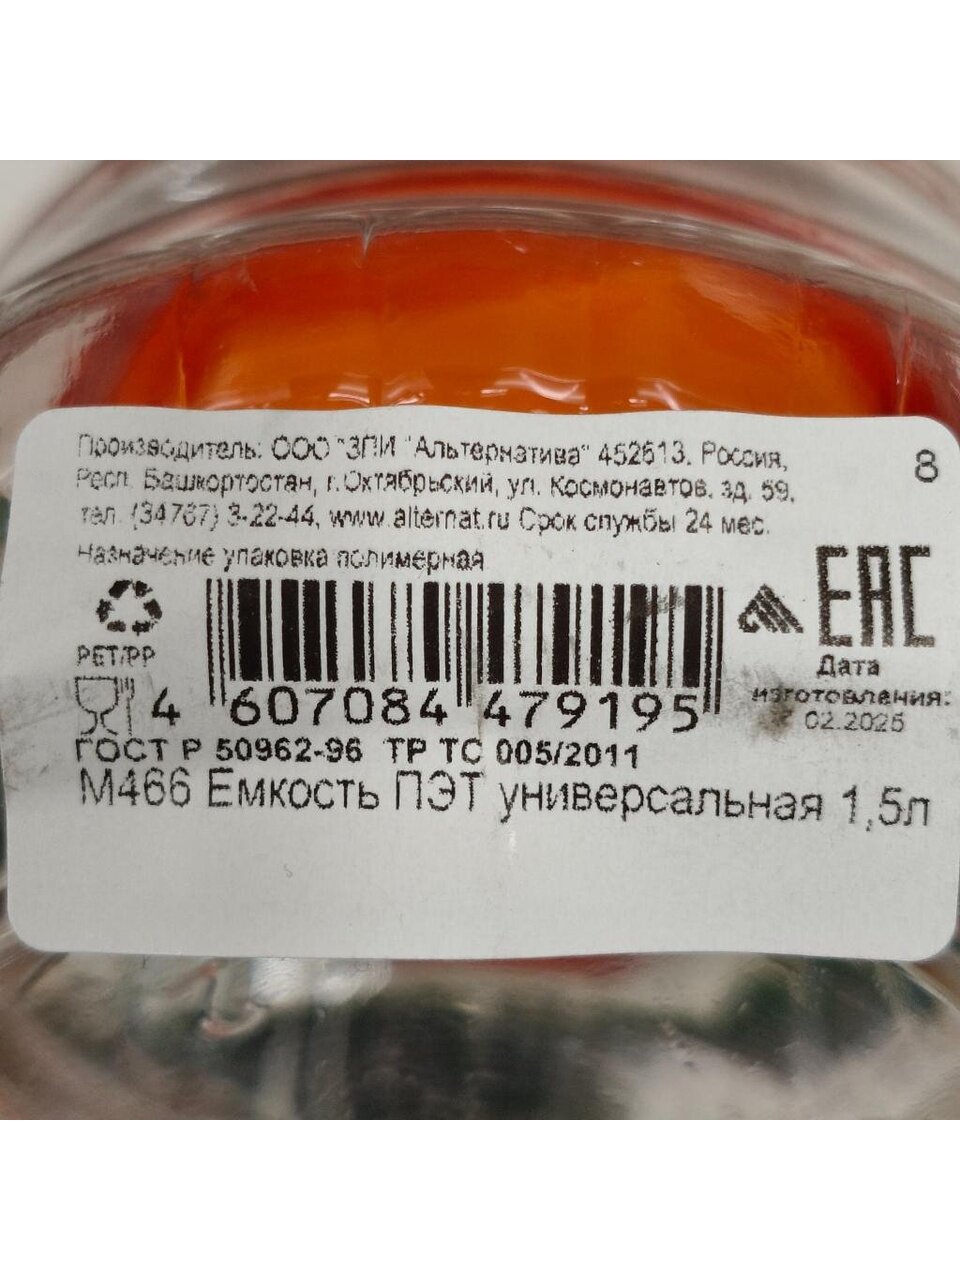 Производитель: ООО "ЗПИ "Альтернатива" 452613, Россия,
Респ. Башкортостан, г.Октябрьский, ул. Космонавтов, зд. 59,
тел. (34767) 3-22-44, www.alternat.ru Срок службы 24 мес.
Назначение упаковка полимерная
8
EAC
PET/PP
Дата
изготовления:
02.2025
4 607084 479195
ГОСТ Р 50962-96 ТР ТС 005/2011
М466 Емкость ПЭТ универсальная 1,5л